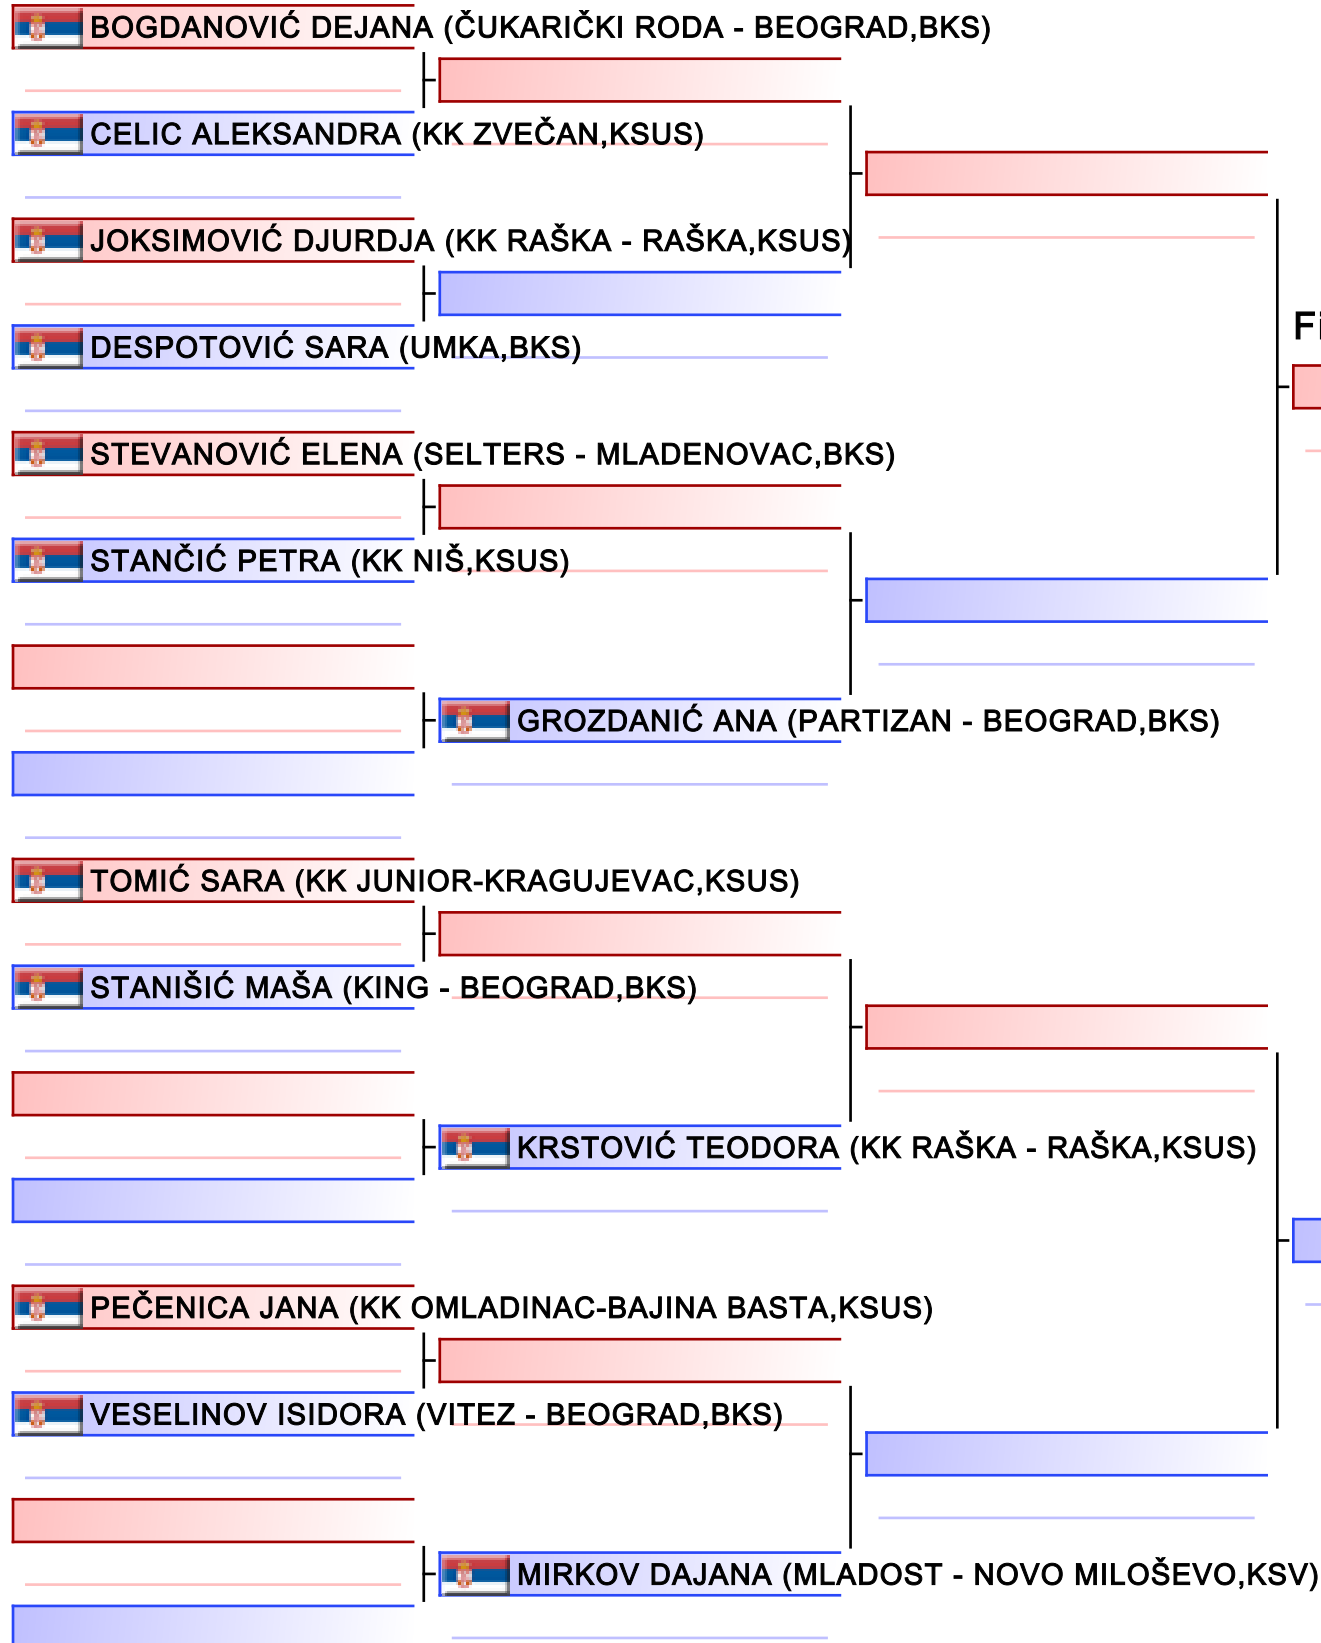 BOGDANOVIĆ DEJANA (ČUKARIČKI RODA - BEOGRAD,BKS)
CELIC ALEKSANDRA (KK ZVEČAN,KSUS)
JOKSIMOVIĆ DJURDJA (KK RAŠKA - RAŠKA,KSUS)
DESPOTOVIĆ SARA (UMKA,BKS)
STEVANOVIĆ ELENA (SELTERS - MLADENOVAC,BKS)
STANČIĆ PETRA (KK NIŠ,KSUS)
GROZDANIĆ ANA (PARTIZAN - BEOGRAD,BKS)
TOMIĆ SARA (KK JUNIOR-KRAGUJEVAC,KSUS)
STANIŠIĆ MAŠA (KING - BEOGRAD,BKS)
KRSTOVIĆ TEODORA (KK RAŠKA - RAŠKA,KSUS)
PEČENICA JANA (KK OMLADINAC-BAJINA BASTA,KSUS)
VESELINOV ISIDORA (VITEZ - BEOGRAD,BKS)
MIRKOV DAJANA (MLADOST - NOVO MILOŠEVO,KSV)